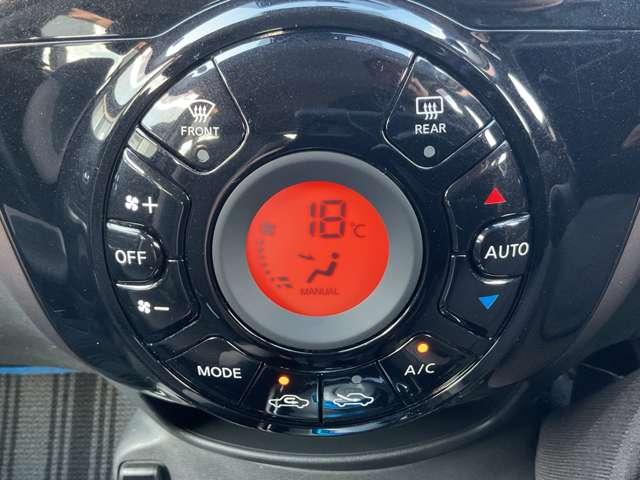 FRONT
REAR
+
OFF
18°C
AUTO
MANUAL
-
MODE
A/C